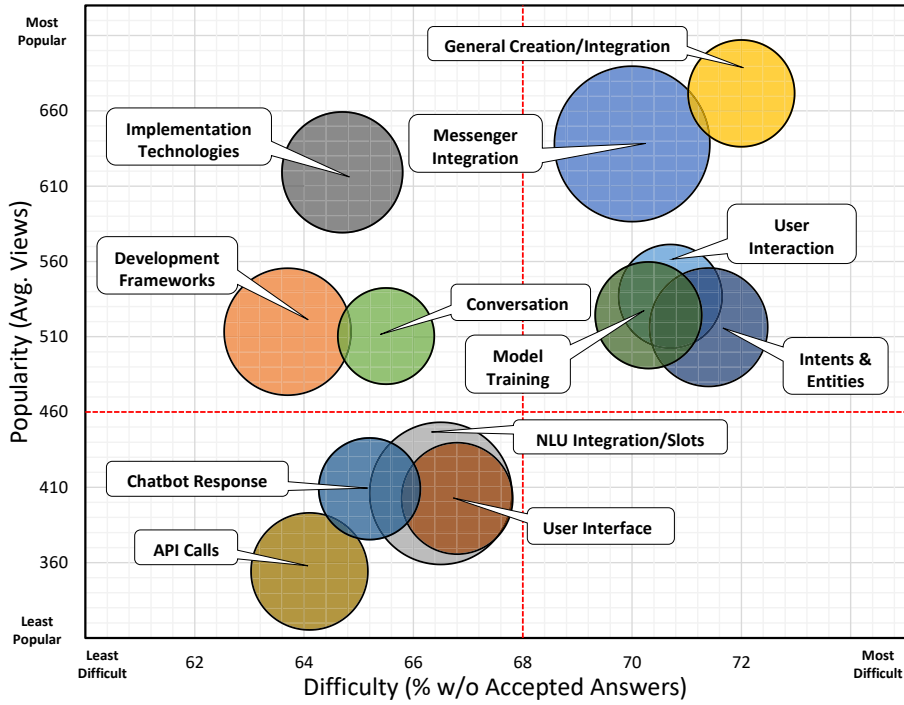 Most
Popular
General Creation/Integration
660
Implementation
Technologies
Messenger
Integration
610
User
Interaction
560
Development
Frameworks
Conversation
510
Model
Training
Intents &
Entities
460
NLU Integration/Slots
Chatbot Response
410
User Interface
API Calls
360
Popularity (Avg. Views)
Least
Popular
Least
Difficult
62
64
66
68
70
72
Most
Difficult
Difficulty (% w/o Accepted Answers)